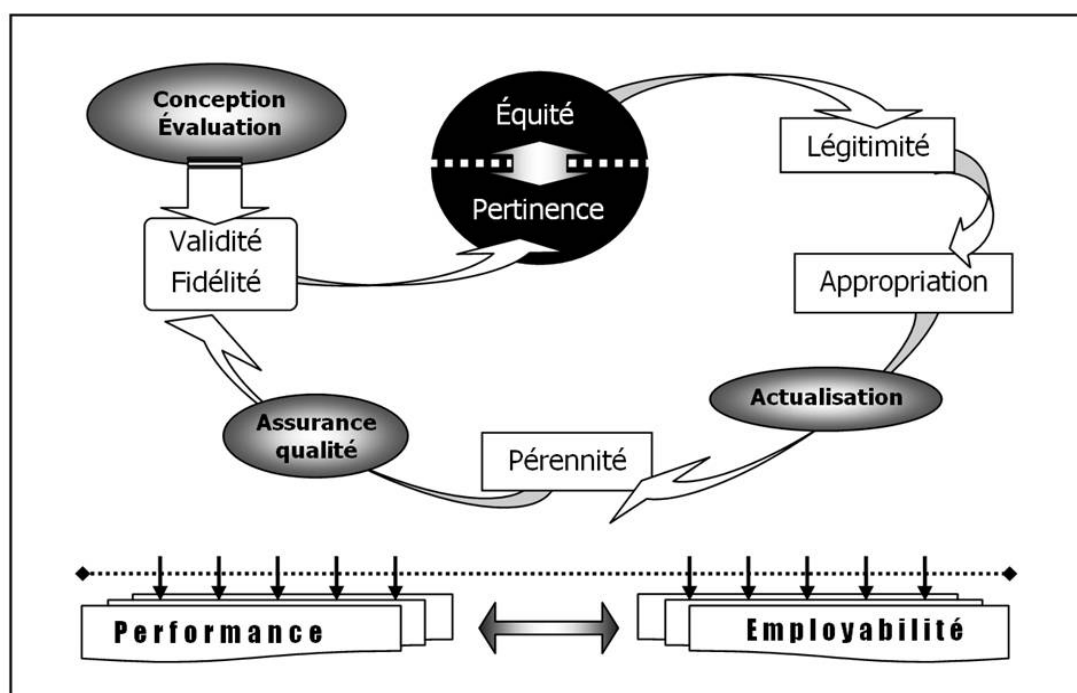 Conception
Évaluation
Validité
Fidélité
Équité
Pertinence
Légitimité
Appropriation
Actualisation
Pérennité
Assurance
qualité
Performance
Employabilité